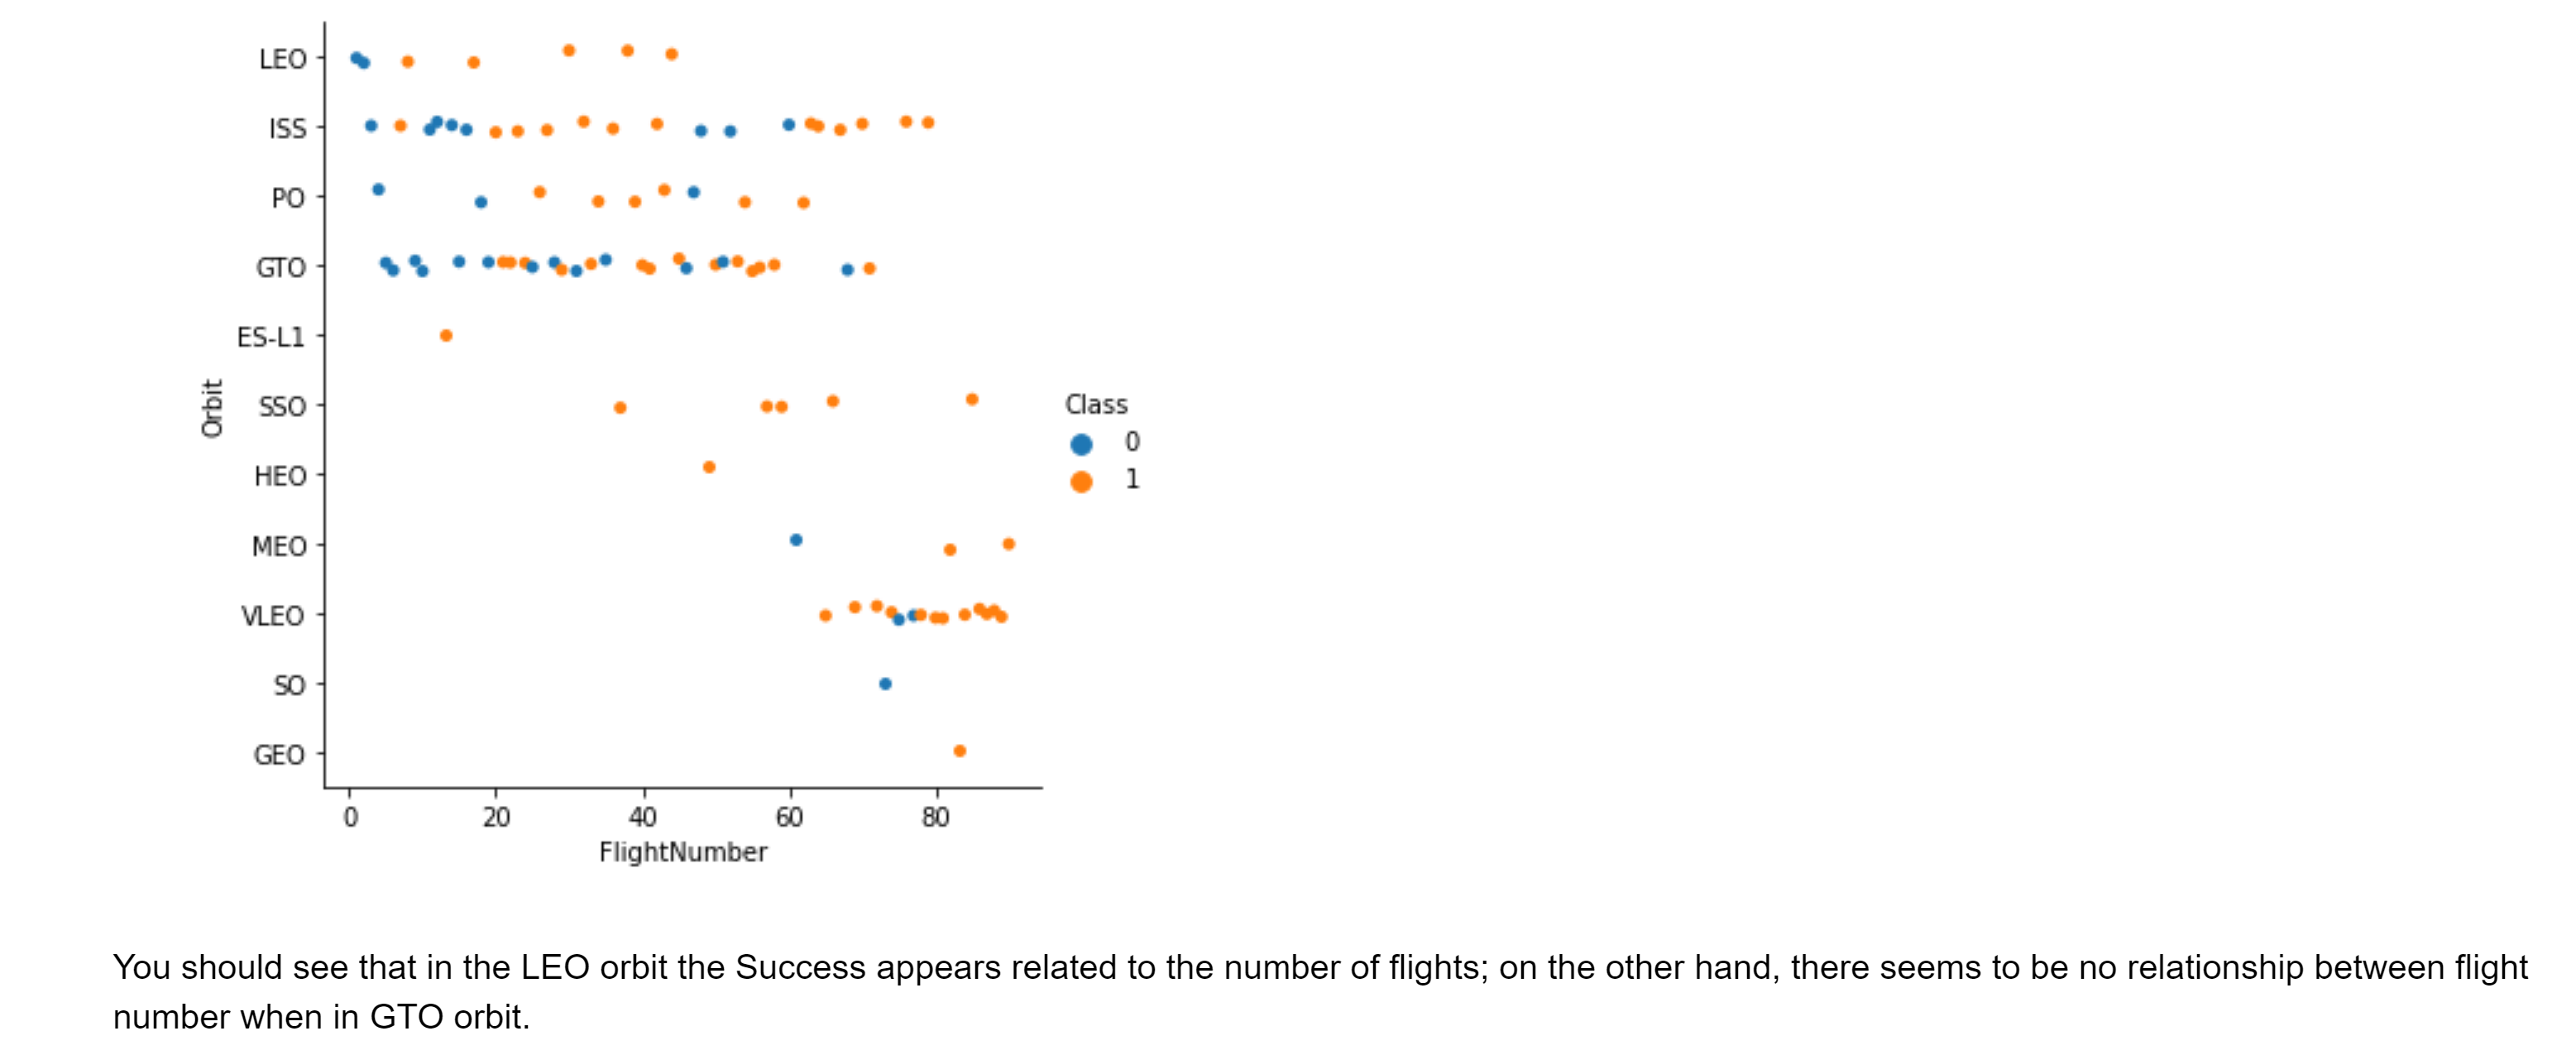 LEO
ISS
PO
GTO
ES-L1
SSO
HEO
MEO
VLEO
SO
GEO
Orbit
0 20 40 60 80
FlightNumber
Class
0
1
You should see that in the LEO orbit the Success appears related to the number of flights; on the other hand, there seems to be no relationship between flight
number when in GTO orbit.